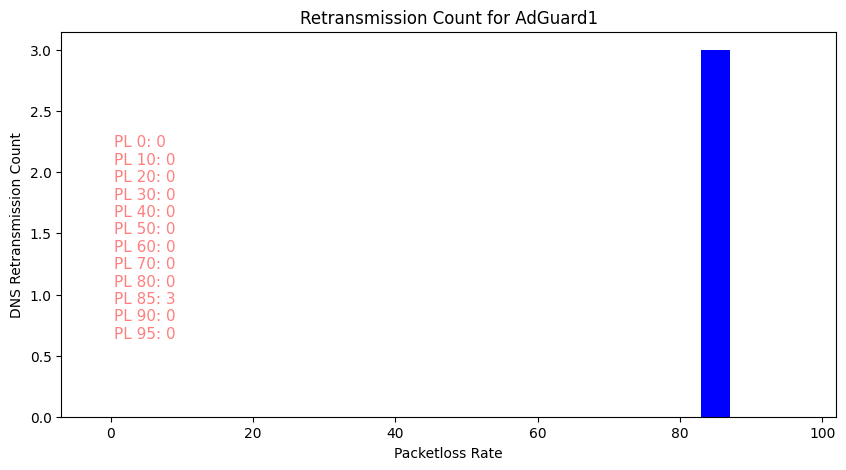 Retransmission Count for AdGuard1
3.0
2.5
2.0
1.5
1.0
0.5
0.0
DNS Retransmission Count
PL 0: 0
PL 10: 0
PL 20: 0
PL 30: 0
PL 40: 0
PL 50: 0
PL 60: 0
PL 70: 0
PL 80: 0
PL 85: 3
PL 90: 0
PL 95: 0
0 20 40 60 80 100
Packetloss Rate